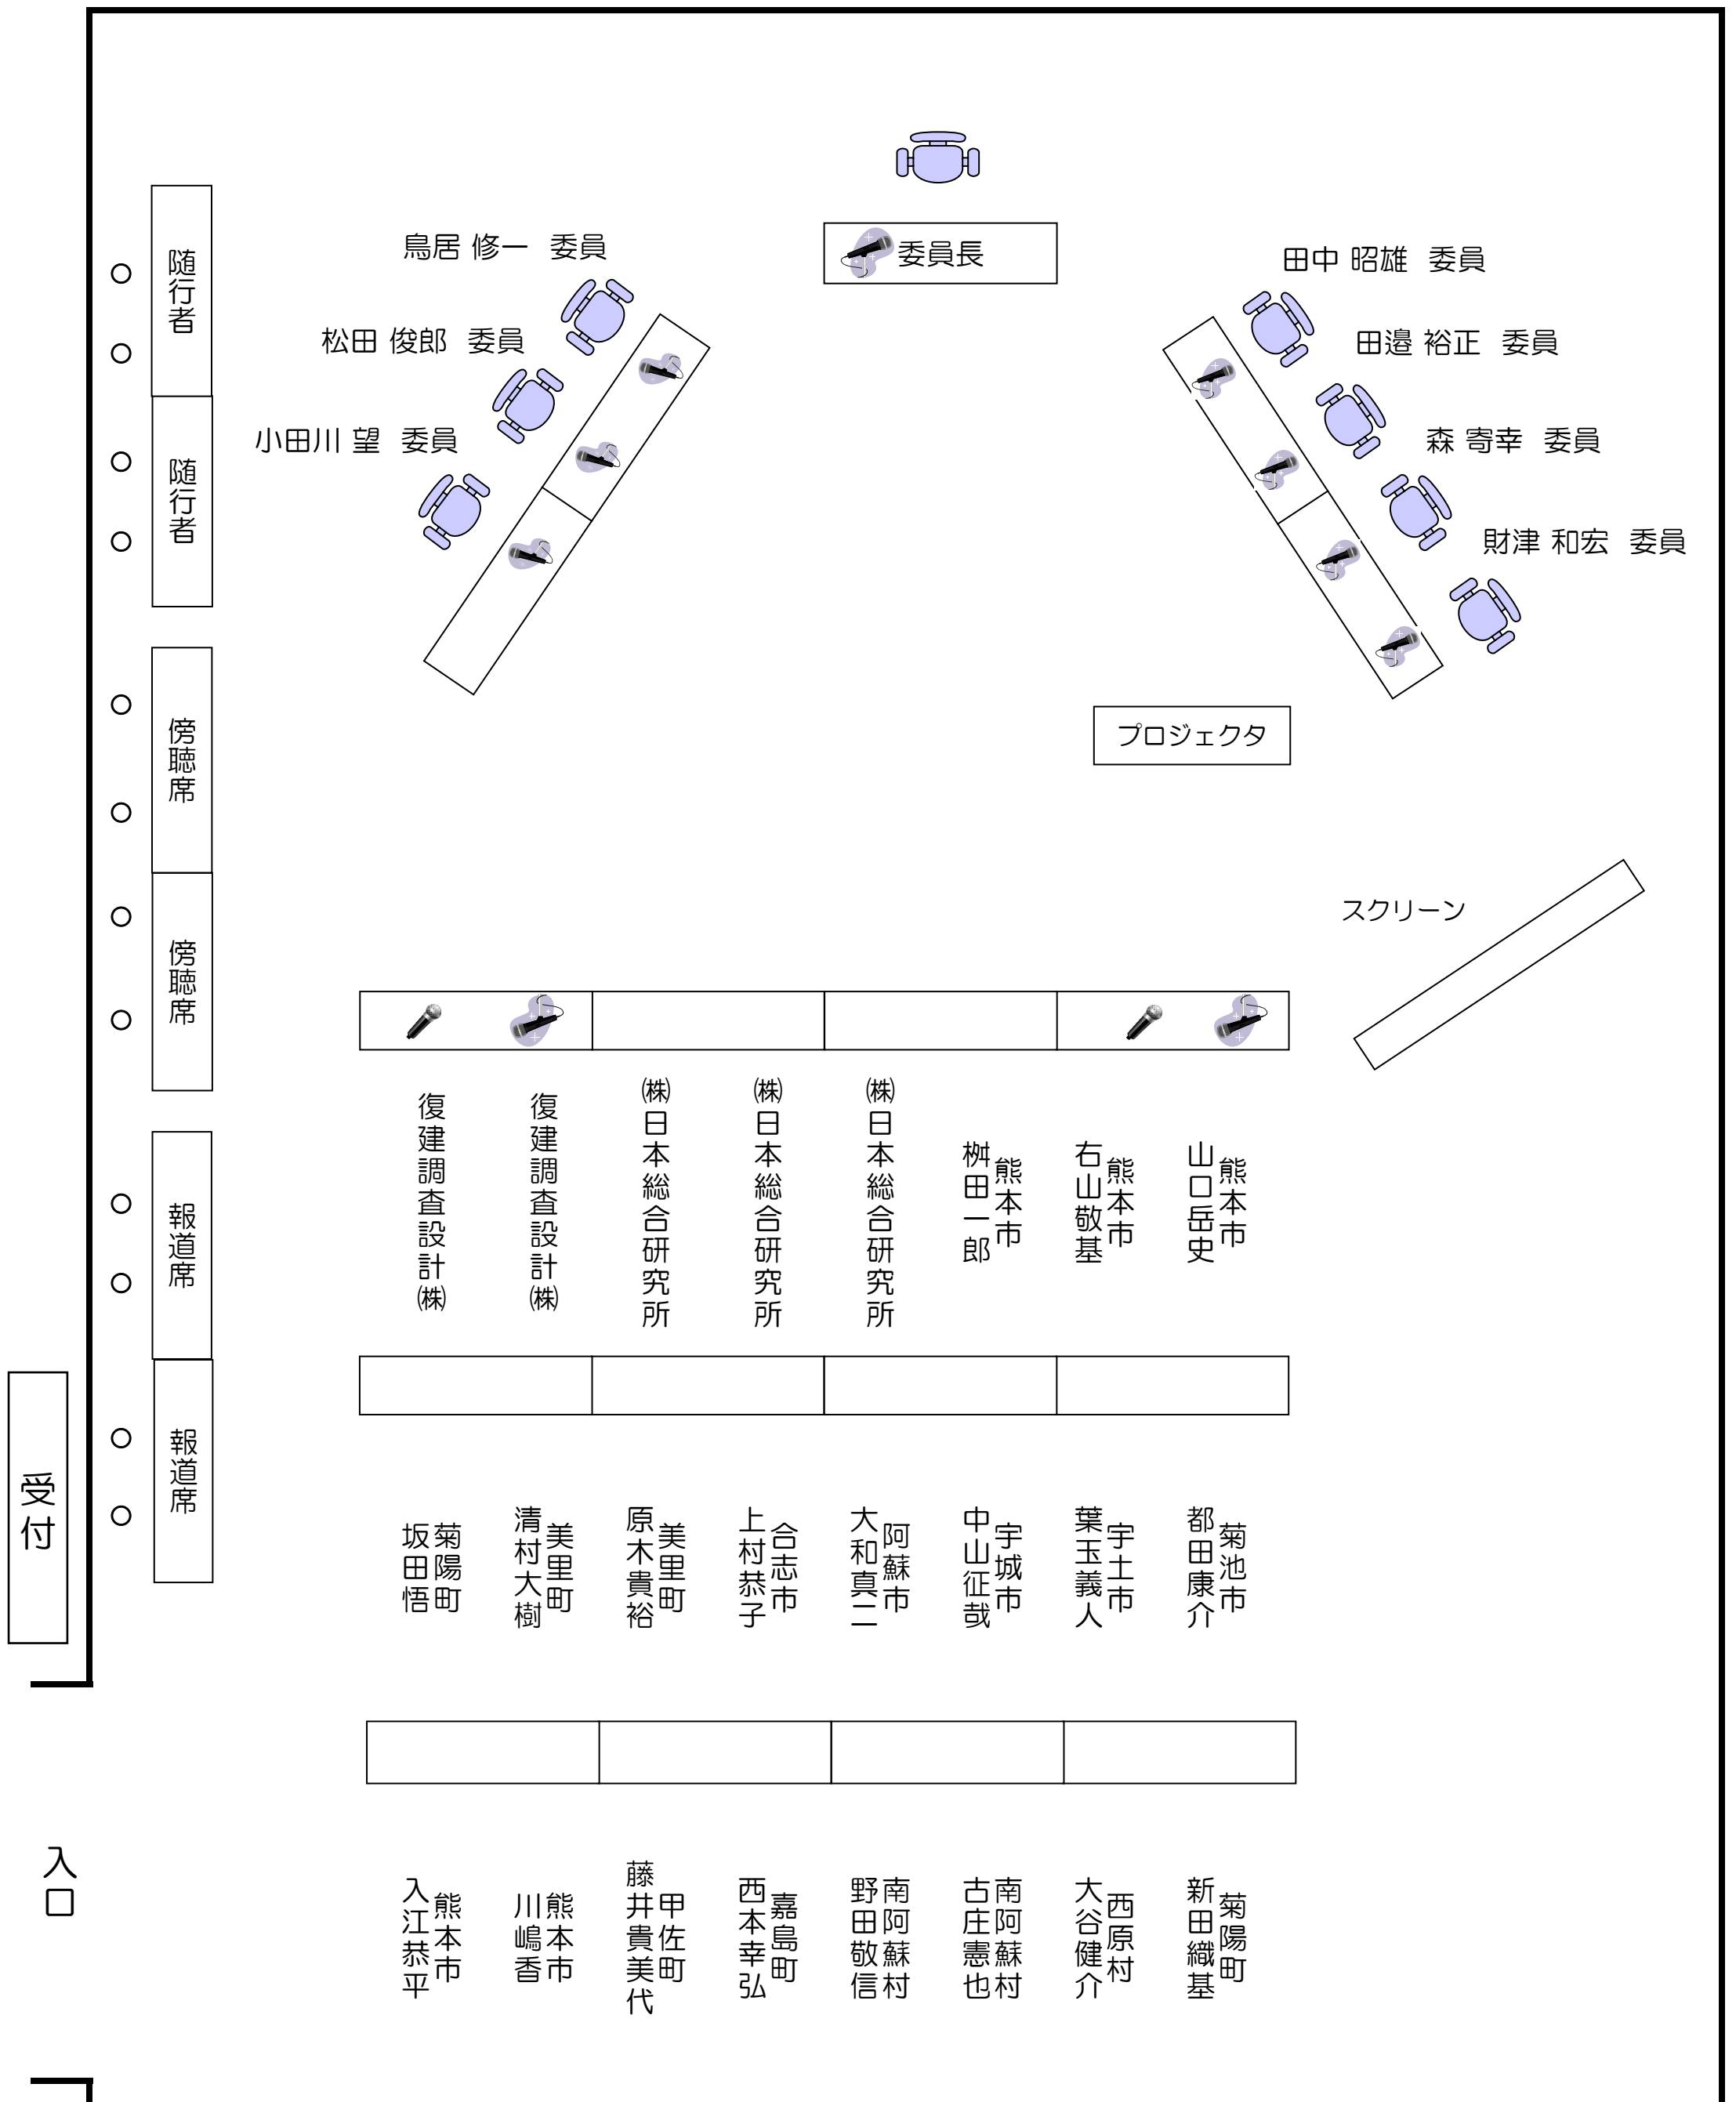 委員長
鳥居 修一 委員
松田 俊郎 委員
小田川 望 委員
田中 昭雄 委員
田邉 裕正 委員
森 寄幸 委員
財津 和宏 委員
随行者
随行者
傍聴席
傍聴席
報道席
報道席
受付
入口
プロジェクタ
スクリーン
復建調査設計㈱
復建調査設計㈱
㈱日本総合研究所
㈱日本総合研究所
㈱日本総合研究所
熊本市
桝田一郎
熊本市
右山敬基
熊本市
山口岳史
菊陽町
坂田悟
美里町
清村大樹
美里町
原木貴裕
合志市
上村恭子
阿蘇市
大和真二
宇城市
中山征哉
宇土市
葉玉義人
菊池市
都田康介
熊本市
入江恭平
熊本市
川嶋香
甲佐町
藤井貴美代
嘉島町
西本幸弘
南阿蘇村
野田敬信
南阿蘇村
古庄憲也
西原村
大谷健介
菊陽町
新田織基